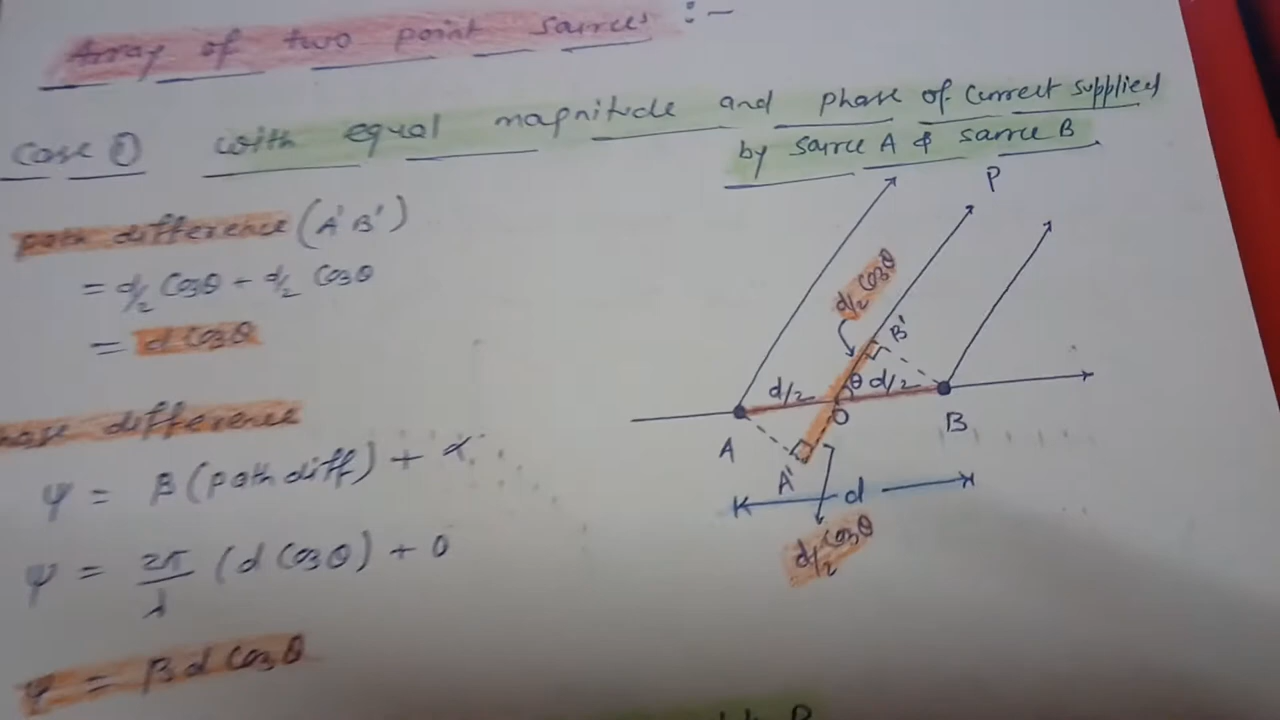 Array of two point sources :-
Case ① with equal magnitude and phase of current supplied
by source A & source B
path difference (A'B')
= d/2 Cosθ - d/2 Cosθ
= d Cosθ
hase difference
ψ = β (path diff) + α
ψ = 2π/λ (d Cosθ) + 0
ψ = β d Cosθ
P
d/2 Cosθ
B'
d/2
θ
d/2
O
A
B
A'
d
d/2 Cosθ